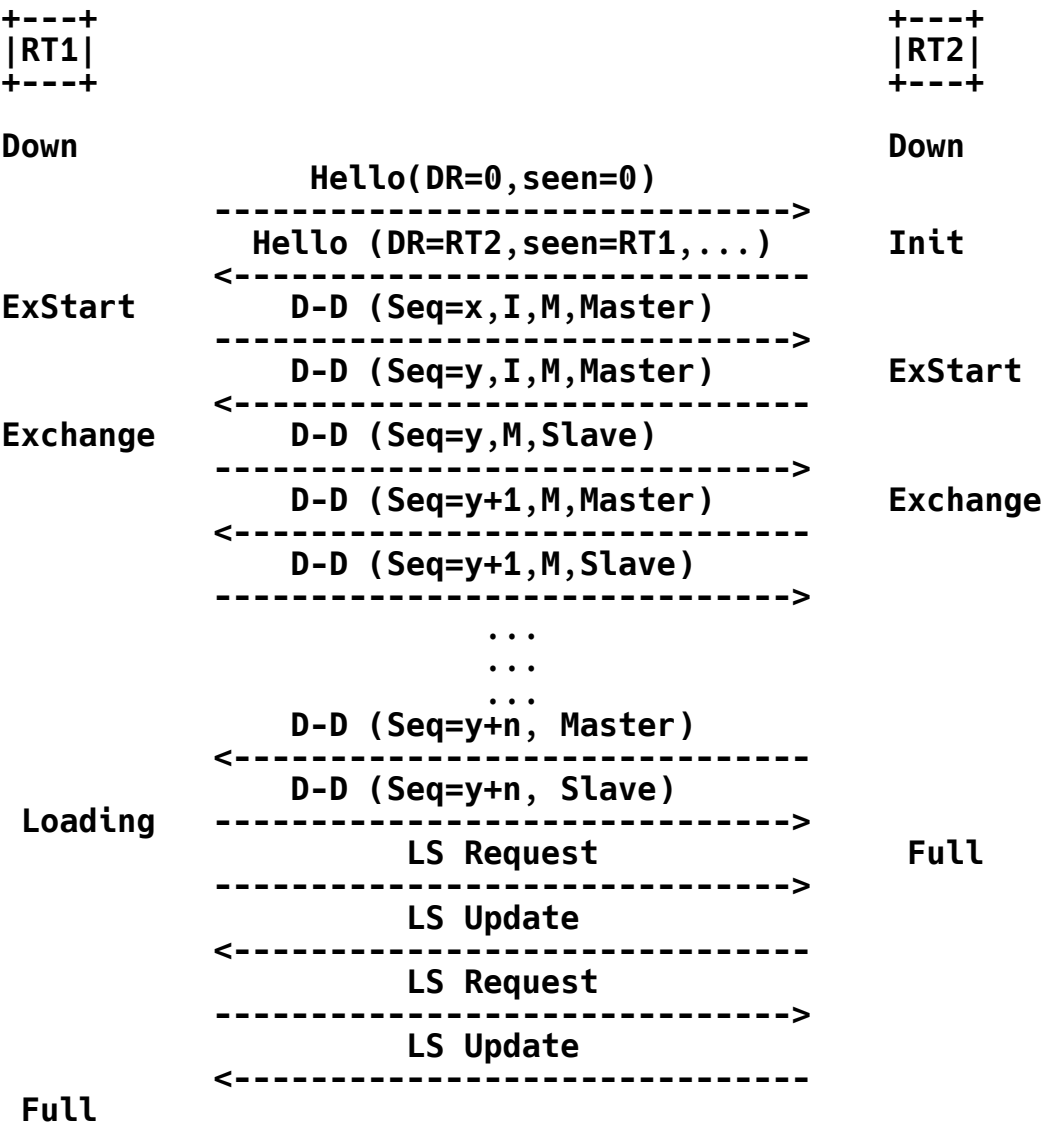 +---+                                         +---+
|RT1|                                         |RT2|
+---+                                         +---+
Down                                          Down
                Hello(DR=0,seen=0)
           ------------------------------>
             Hello (DR=RT2,seen=RT1,...)      Init
           <------------------------------
ExStart        D-D (Seq=x,I,M,Master)
           ------------------------------>
               D-D (Seq=y,I,M,Master)         ExStart
           <------------------------------
Exchange       D-D (Seq=y,M,Slave)
           ------------------------------>
               D-D (Seq=y+1,M,Master)         Exchange
           <------------------------------
               D-D (Seq=y+1,M,Slave)
           ------------------------------>
                         ...
                         ...
                         ...
               D-D (Seq=y+n, Master)
           <------------------------------
               D-D (Seq=y+n, Slave)
 Loading   ------------------------------>
                     LS Request                Full
           ------------------------------>
                     LS Update
           <------------------------------
                     LS Request
           ------------------------------>
                     LS Update
           <------------------------------
 Full